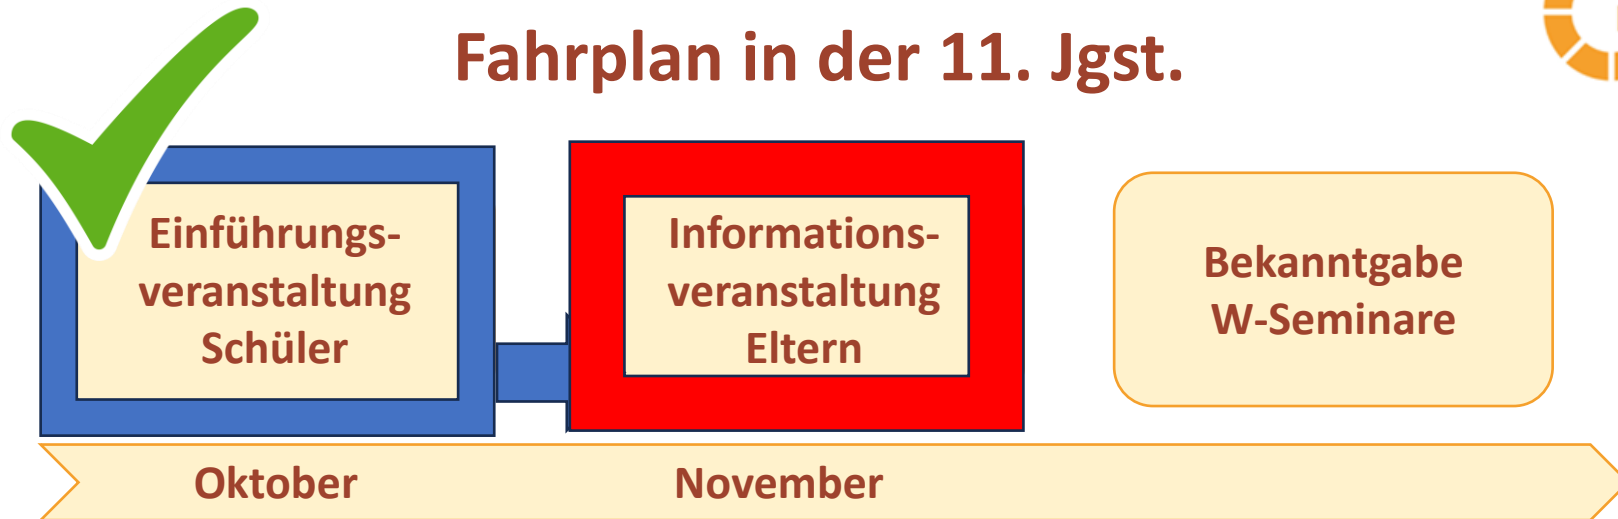 Fahrplan in der 11. Jgst.
Einführungs-
veranstaltung
Schüler
Informations-
veranstaltung
Eltern
Bekanntgabe
W-Seminare
Oktober
November